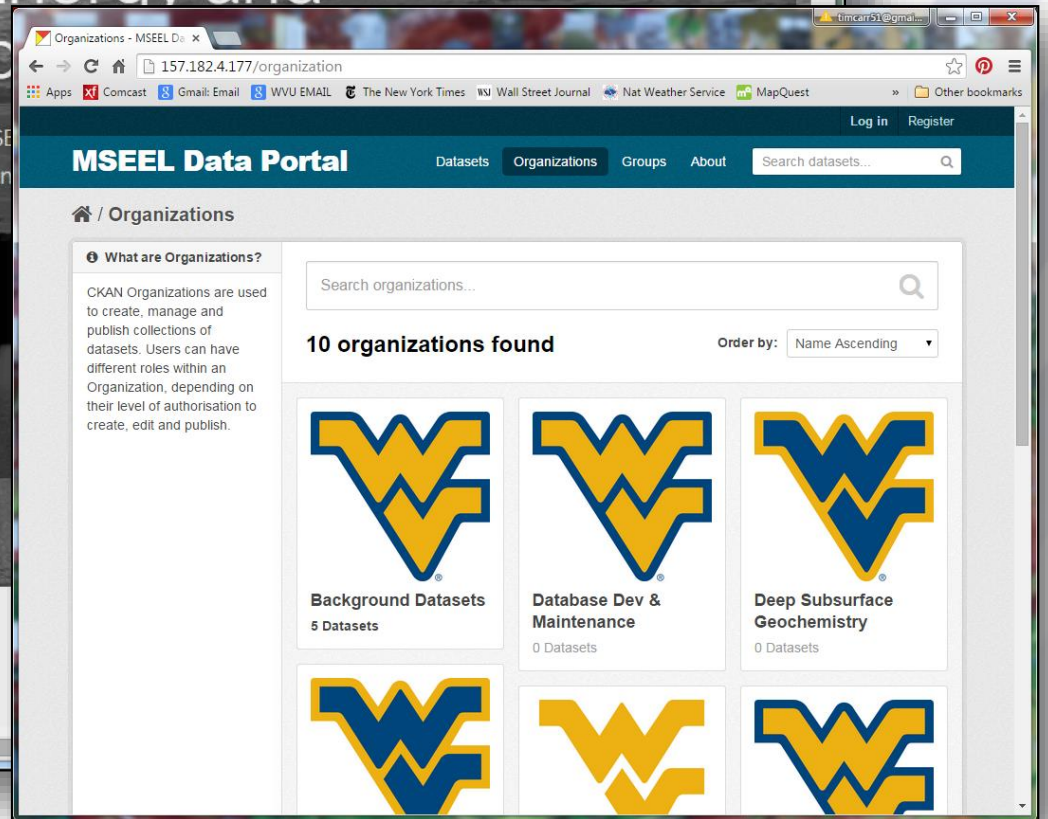 timcarr51@gmai...
Organizations - MSEEL Da
157.182.4.177/organization
Apps Comcast Gmail: Email WVU EMAIL The New York Times WSJ Wall Street Journal Nat Weather Service MapQuest » Other bookmarks
Log in Register
MSEEL Data Portal Datasets Organizations Groups About Search datasets...
/ Organizations
What are Organizations?
CKAN Organizations are used
to create, manage and
publish collections of
datasets. Users can have
different roles within an
Organization, depending on
their level of authorisation to
create, edit and publish.
Search organizations...
10 organizations found Order by: Name Ascending
Background Datasets
5 Datasets
Database Dev &
Maintenance
0 Datasets
Deep Subsurface
Geochemistry
0 Datasets